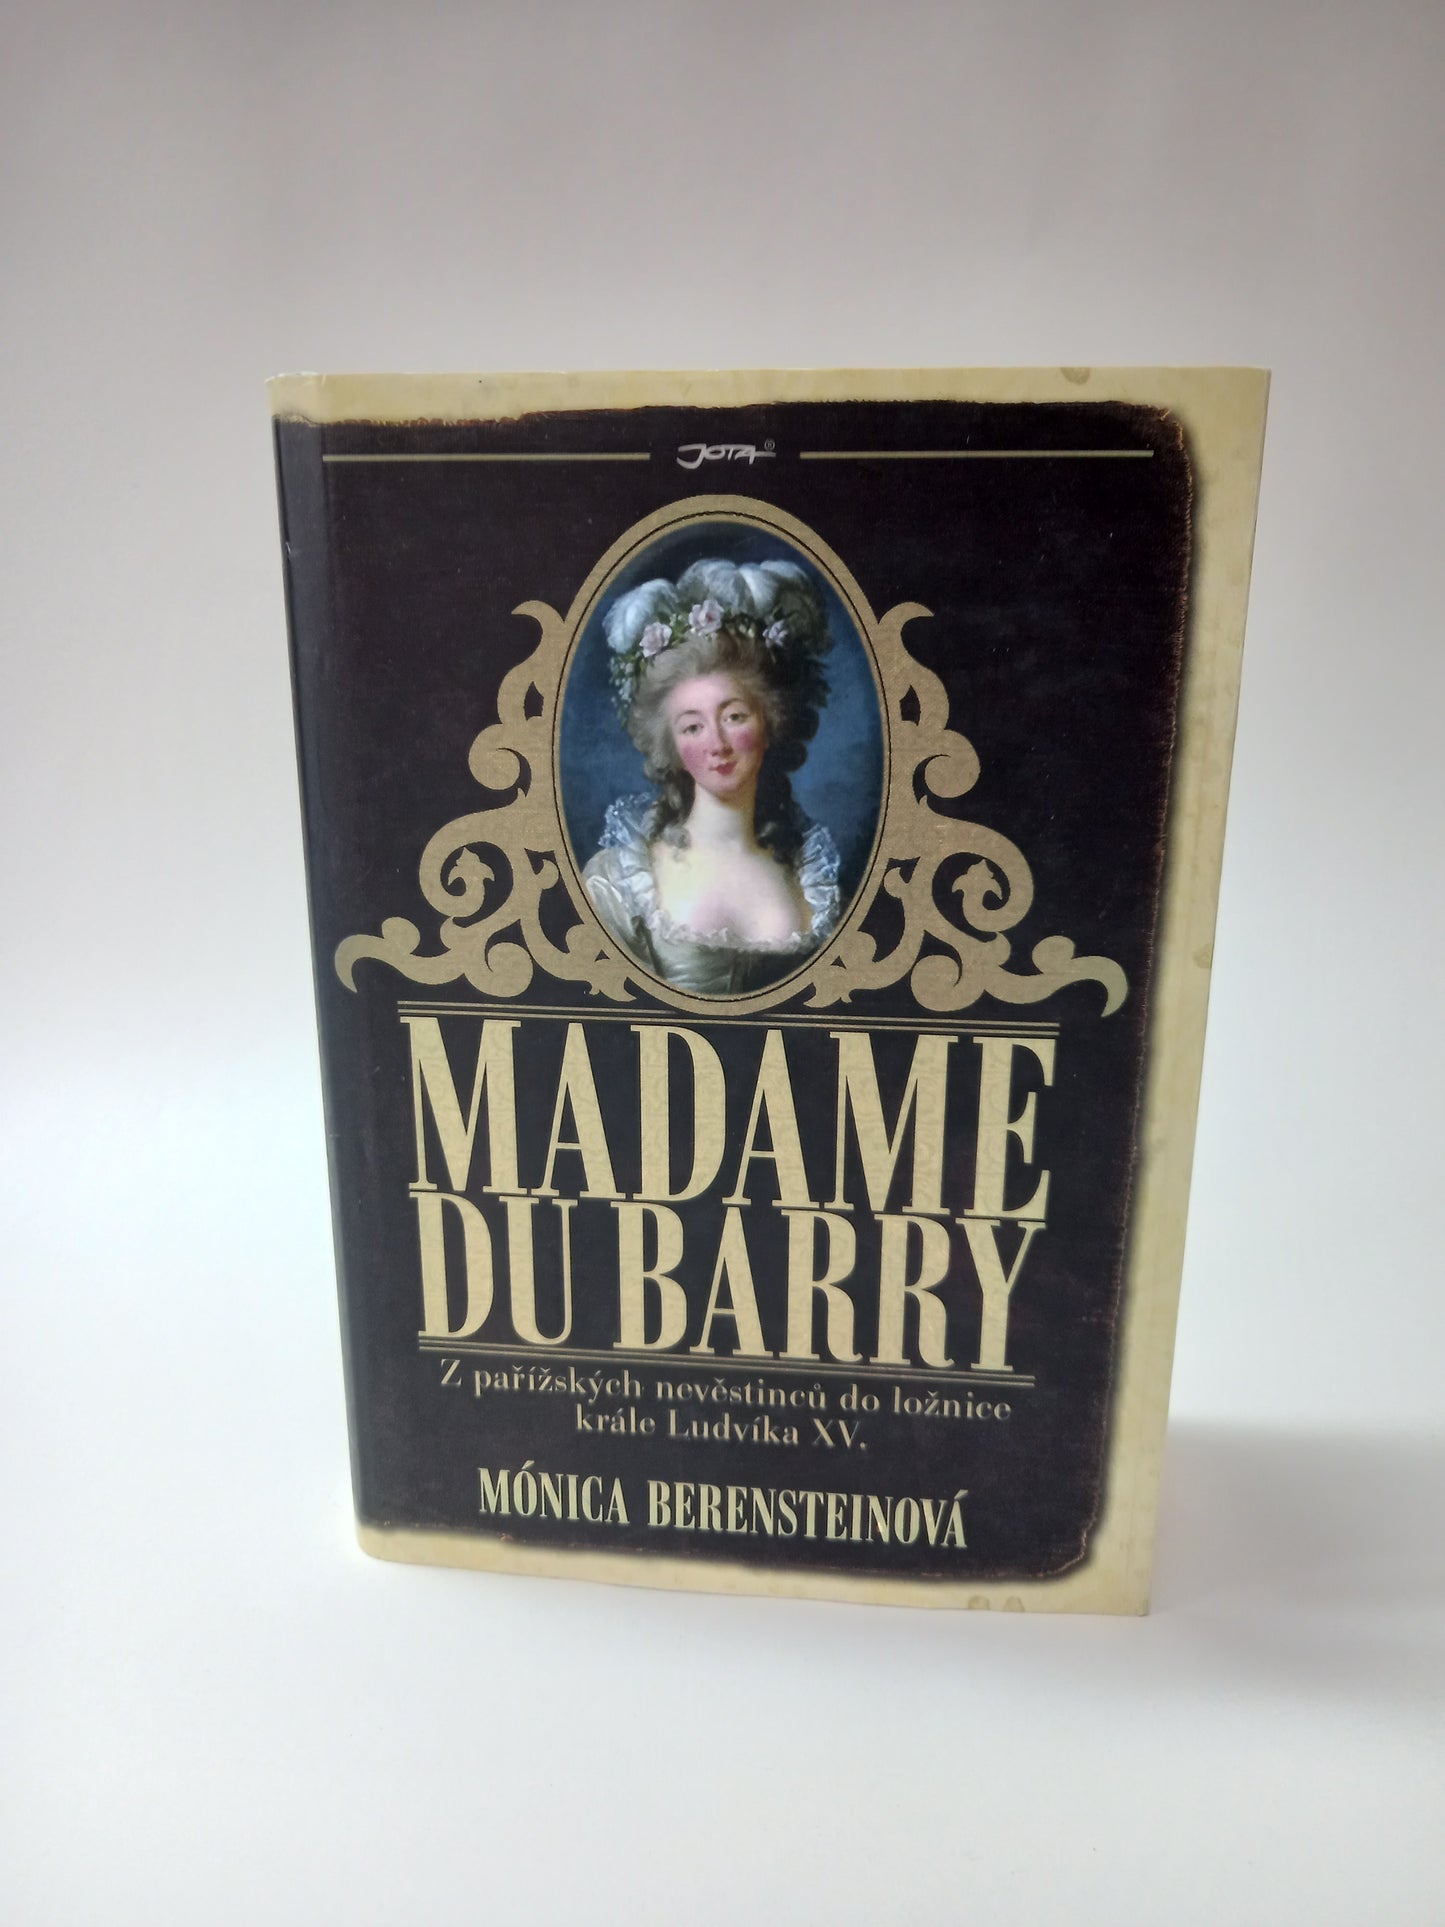 JOTA®
MADAME
DU BARRY
Z pařížských nevěstinců do ložnice
krále Ludvíka XV.
MÓNICA BERENSTEINOVÁ